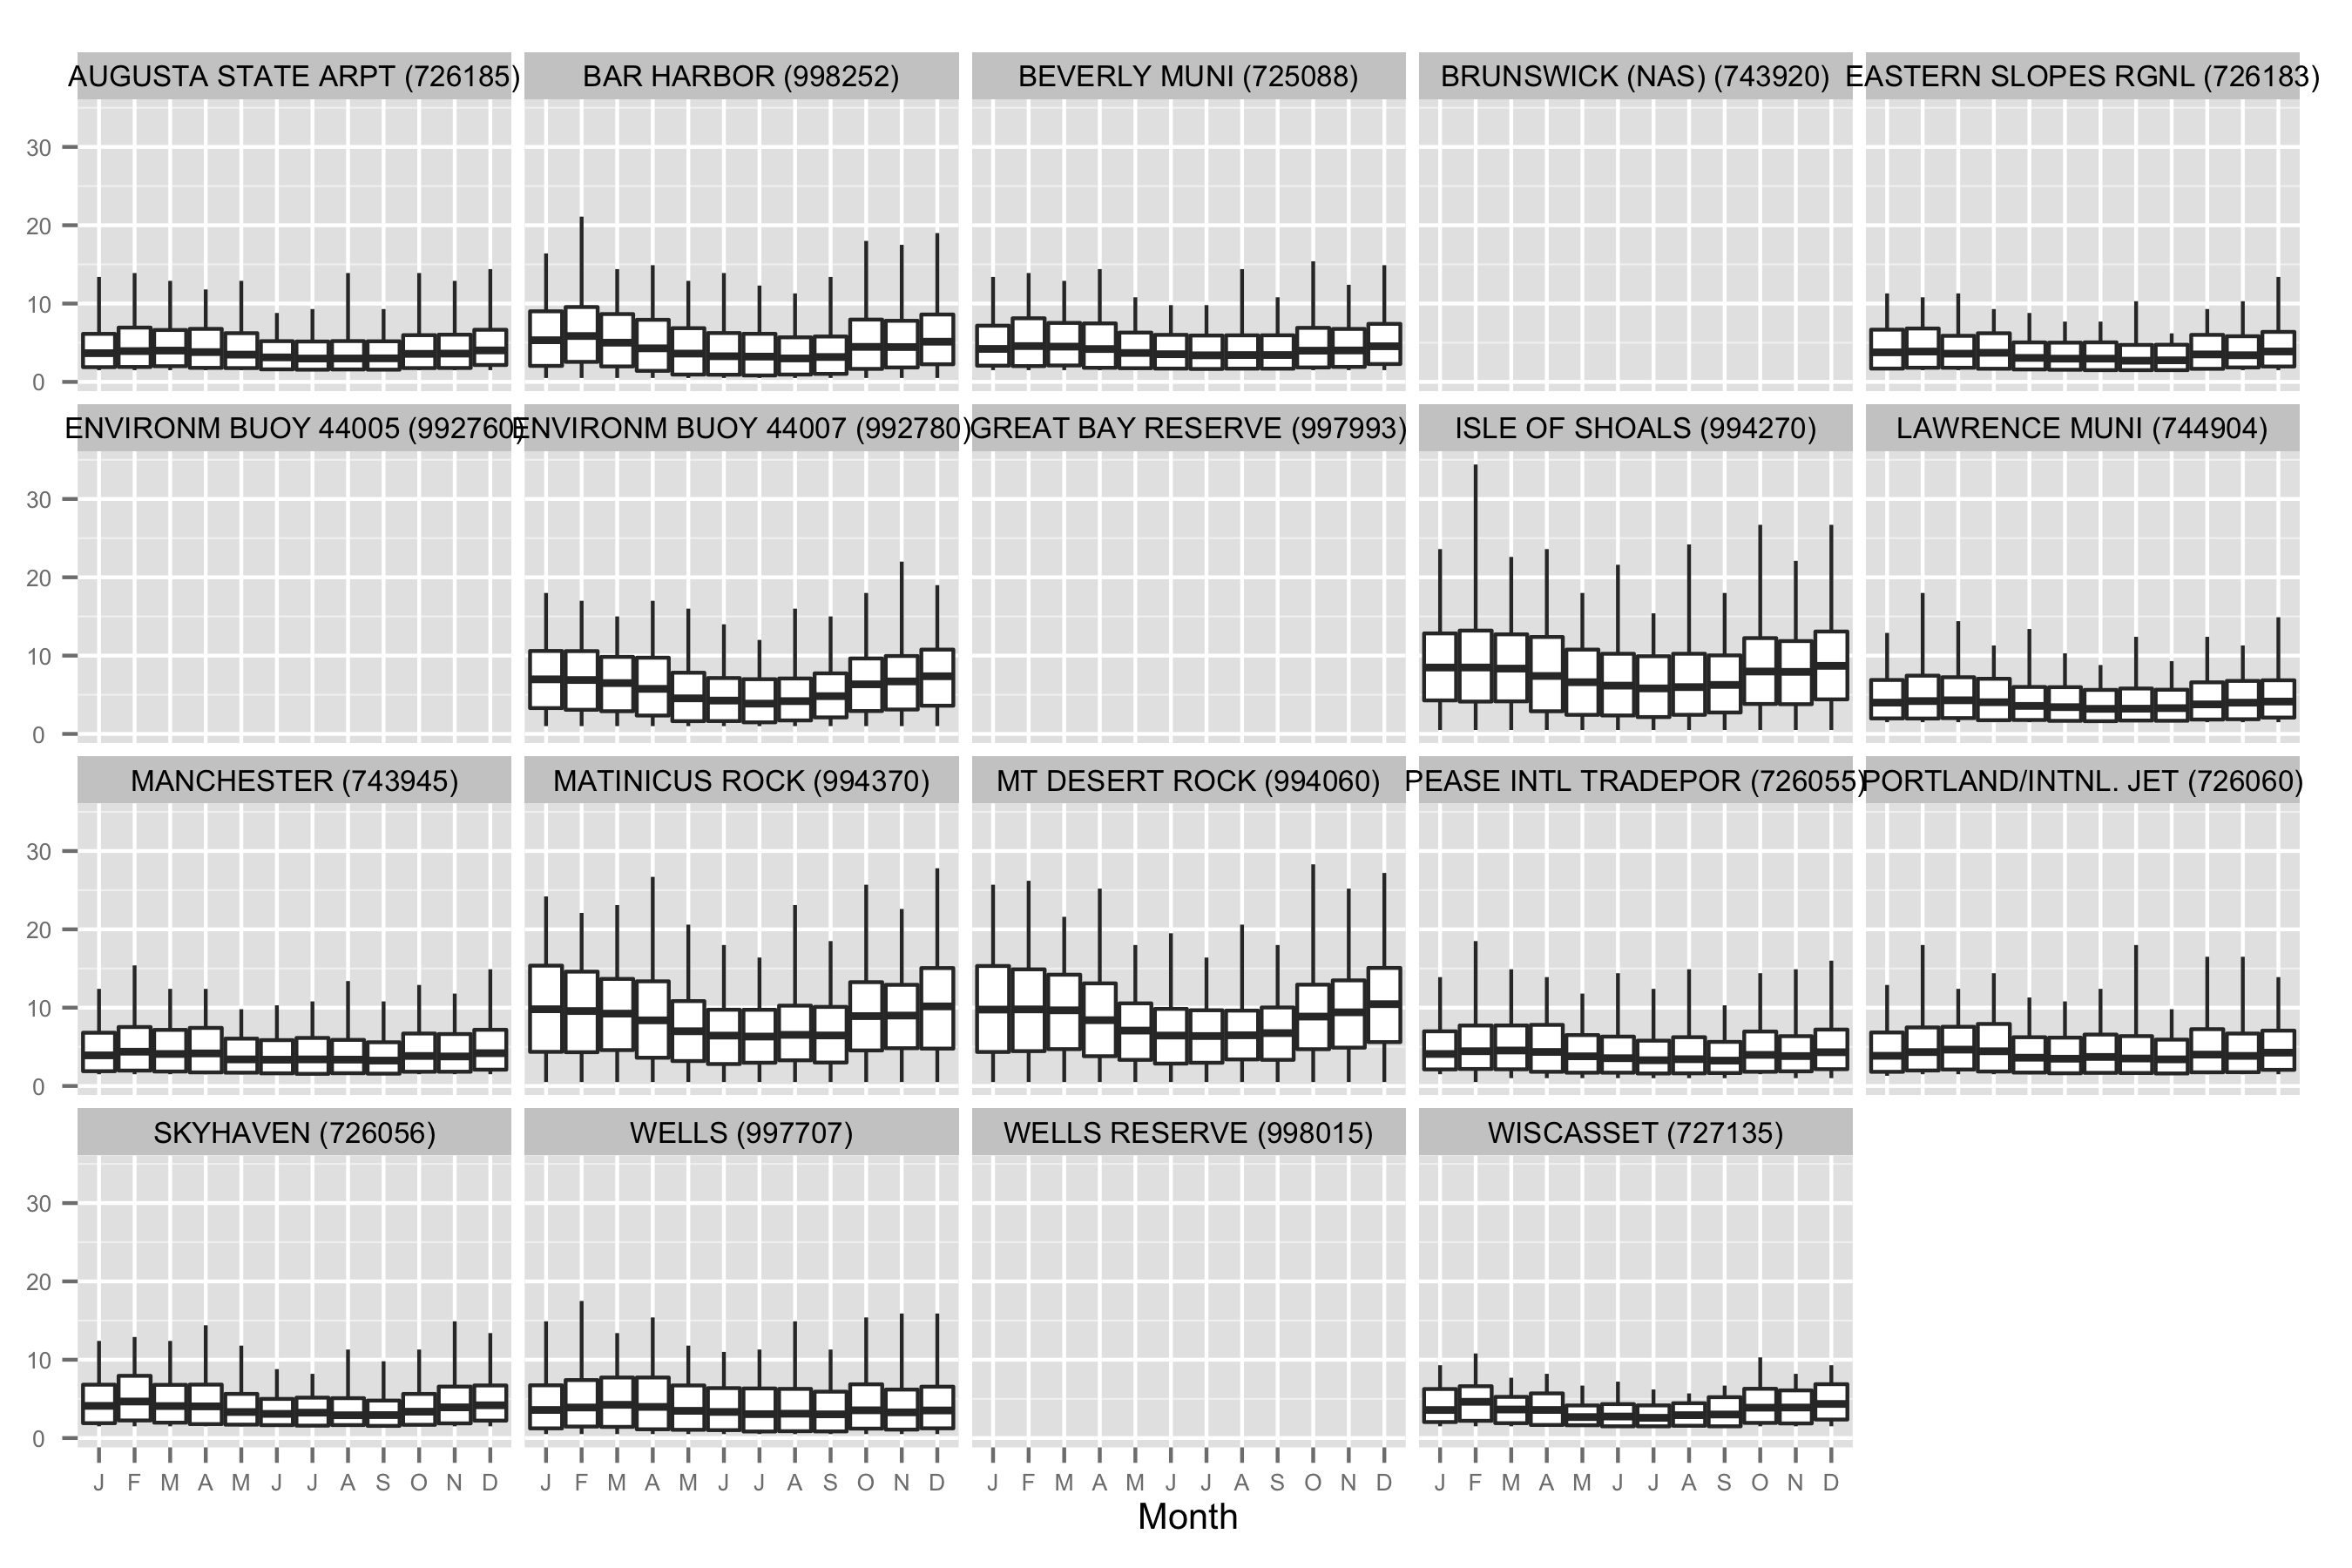 AUGUSTA STATE ARPT (726185) BAR HARBOR (998252) BEVERLY MUNI (725088) BRUNSWICK (NAS) (743920) EASTERN SLOPES RGNL (726183)
30
20
10
0
ENVIRONM BUOY 44005 (992760) ENVIRONM BUOY 44007 (992780) GREAT BAY RESERVE (997993) ISLE OF SHOALS (994270) LAWRENCE MUNI (744904)
30
20
10
0
MANCHESTER (743945) MATINICUS ROCK (994370) MT DESERT ROCK (994060) PEASE INTL TRADEPOR (726055) PORTLAND/INTNL. JET (726060)
30
20
10
0
SKYHAVEN (726056) WELLS (997707) WELLS RESERVE (998015) WISCASSET (727135)
30
20
10
0
J F M A M J J A S O N D J F M A M J J A S O N D J F M A M J J A S O N D J F M A M J J A S O N D
Month